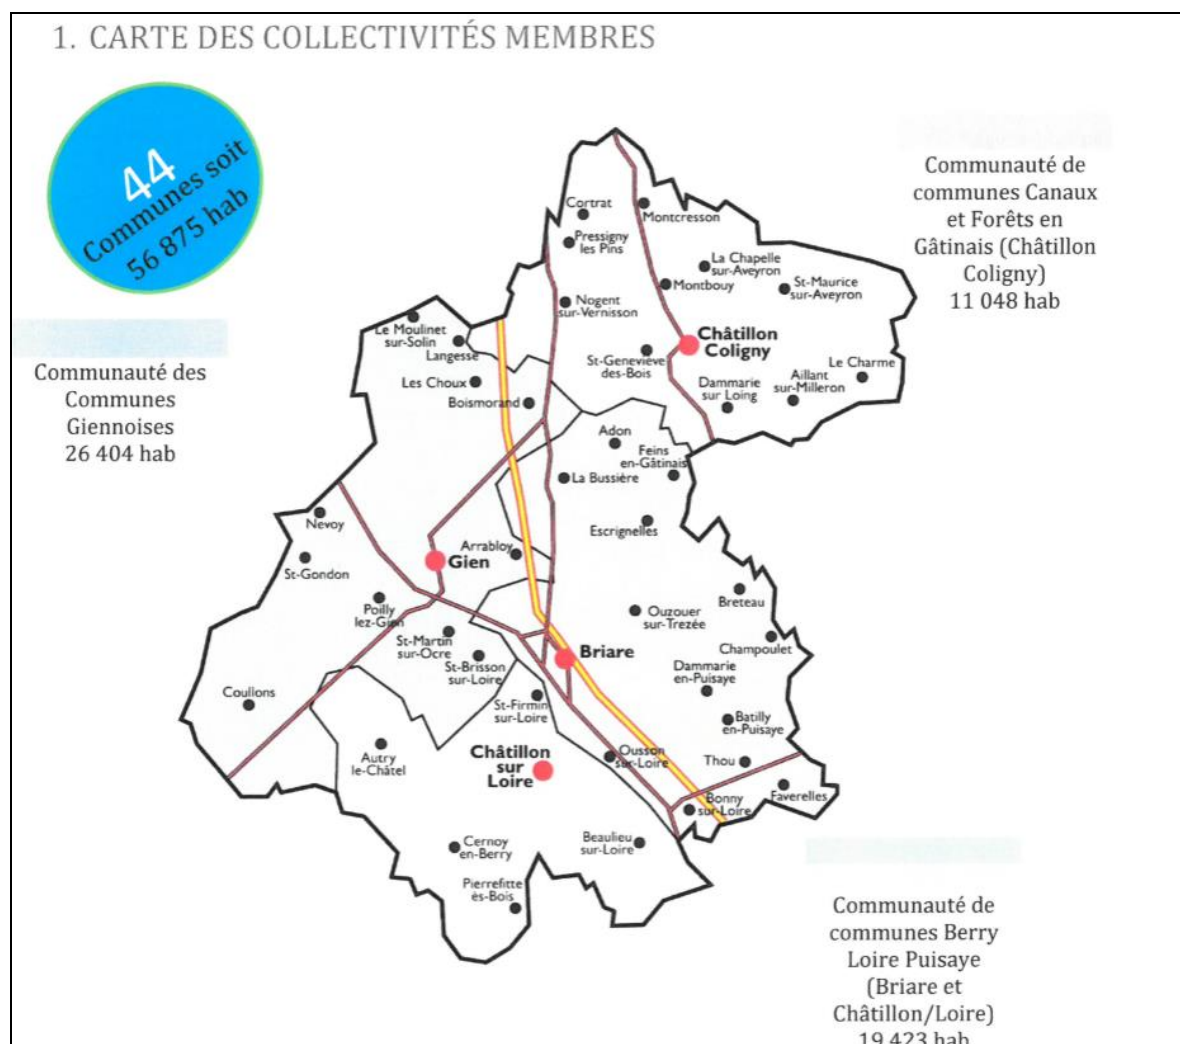 1. CARTE DES COLLECTIVITÉS MEMBRES
44
Communes soit
56 875 hab
Communauté de
communes Canaux
et Forêts en
Gâtinais (Châtillon
Coligny)
11 048 hab
Communauté des
Communes
Giennoises
26 404 hab
Cortrat
Montcresson
Pressigny
les Pins
La Chapelle
sur-Aveyron
Montbouy
St-Maurice
sur-Aveyron
Nogent
sur-Vernisson
Le Moulinet
sur-Solin
Langesse
Châtillon
Coligny
St-Geneviève
des-Bois
Le Charme
Les Choux
Aillant
sur-Milleron
Dammarie
sur Loing
Boismorand
Adon
Feins
en-Gâtinais
La Bussière
Nevoy
Escrignelles
Arrabloy
Gien
St-Gondon
Breteau
Poilly
lez-Gien
Ouzouer
sur-Trezée
St-Martin
sur-Ocre
Champoulet
Briare
St-Brisson
sur-Loire
Dammarie
en-Puisaye
Coullons
St-Firmin
sur-Loire
Batilly
en-Puisaye
Autry
le-Châtel
Châtillon
sur
Loire
Ousson
sur-Loire
Thou
Faverelles
Bonny
sur-Loire
Cernoy
en-Berry
Beaulieu
sur-Loire
Pierrefitte
ès-Bois
Communauté de
communes Berry
Loire Puisaye
(Briare et
Châtillon/Loire)
19 423 hab